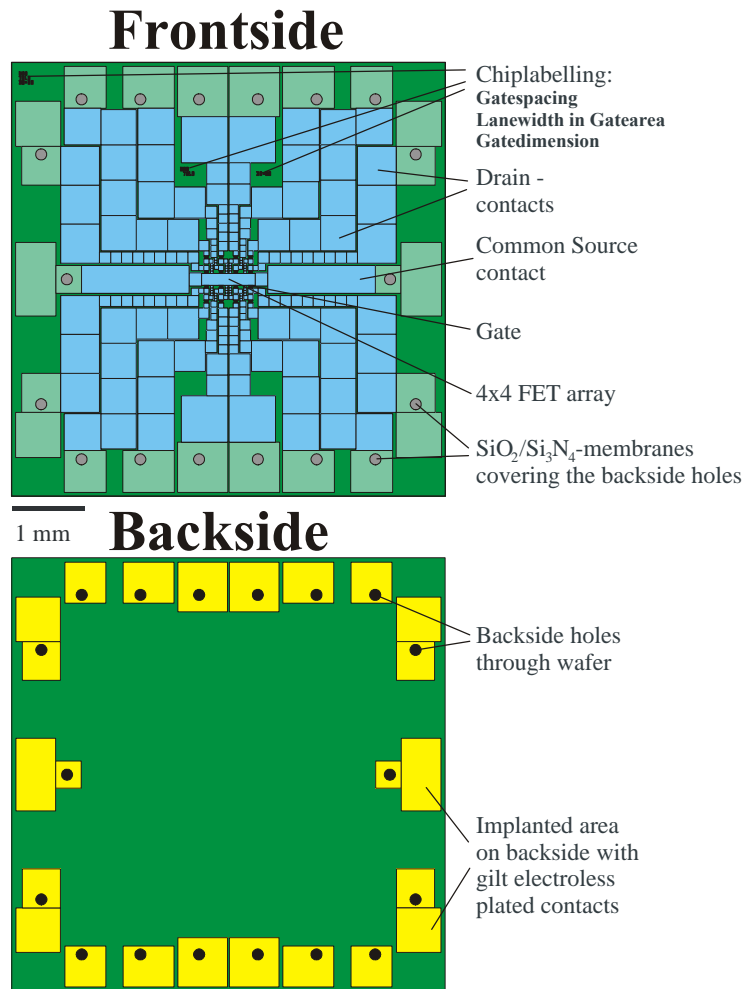 Frontside
Chiplabelling:
Gatespacing
Lanewidth in Gatearea
Gatedimension
Drain -
contacts
Common Source
contact
Gate
4x4 FET array
SiO₂/Si₃N₄-membranes
covering the backside holes
1 mm
Backside
Backside holes
through wafer
Implanted area
on backside with
gilt electroless
plated contacts